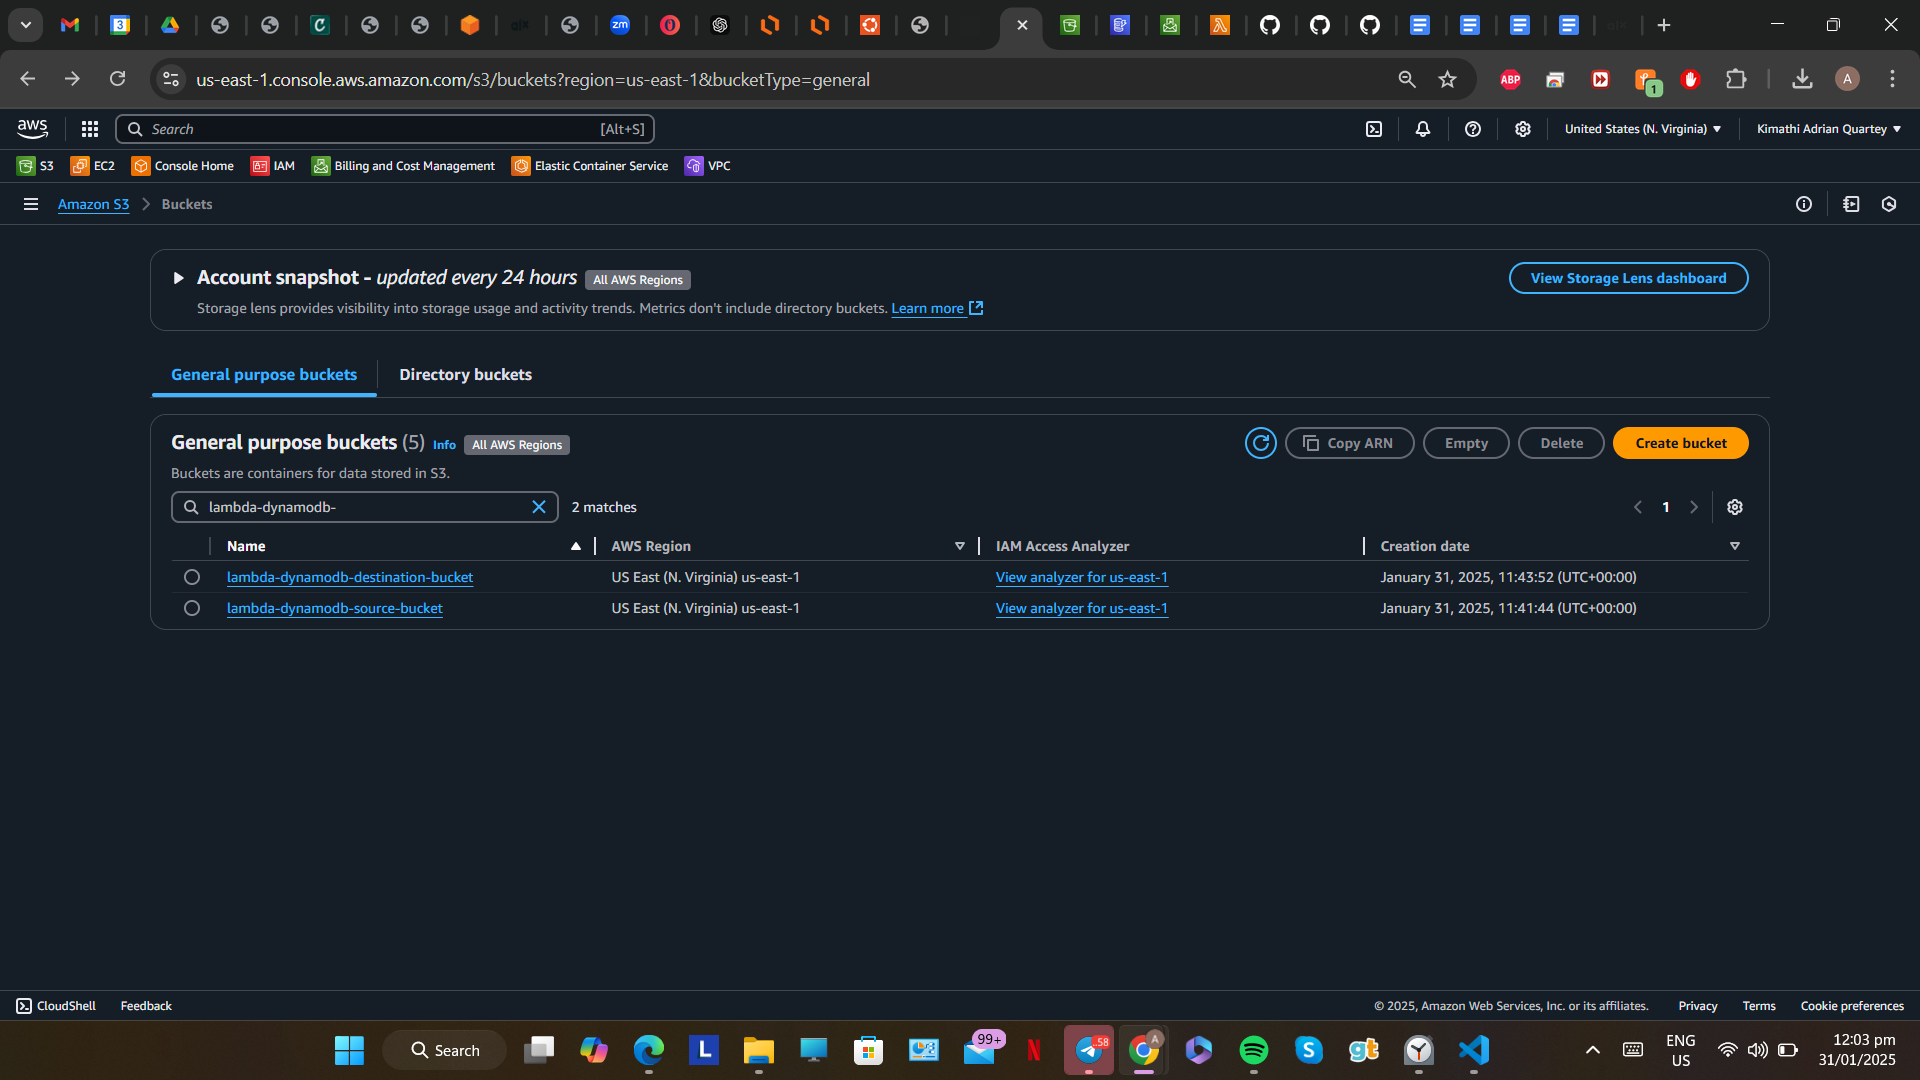 3
C
alx
zm
us-east-1.console.aws.amazon.com/s3/buckets?region=us-east-1&bucketType=general
ABP
1
A
aws
Search
[Alt+S]
United States (N. Virginia)
Kimathi Adrian Quartey
S3
EC2
Console Home
IAM
Billing and Cost Management
Elastic Container Service
VPC
Amazon S3
Buckets
Account snapshot - updated every 24 hours
All AWS Regions
View Storage Lens dashboard
Storage lens provides visibility into storage usage and activity trends. Metrics don't include directory buckets. Learn more
General purpose buckets
Directory buckets
General purpose buckets (5)
Info
All AWS Regions
Copy ARN
Empty
Delete
Create bucket
Buckets are containers for data stored in S3.
lambda-dynamodb-
2 matches
1
Name
AWS Region
IAM Access Analyzer
Creation date
lambda-dynamodb-destination-bucket
US East (N. Virginia) us-east-1
View analyzer for us-east-1
January 31, 2025, 11:43:52 (UTC+00:00)
lambda-dynamodb-source-bucket
US East (N. Virginia) us-east-1
View analyzer for us-east-1
January 31, 2025, 11:41:44 (UTC+00:00)
CloudShell
Feedback
© 2025, Amazon Web Services, Inc. or its affiliates.
Privacy
Terms
Cookie preferences
Search
L
99+
N
..58
A
S
gt
ENG
US
12:03 pm
31/01/2025